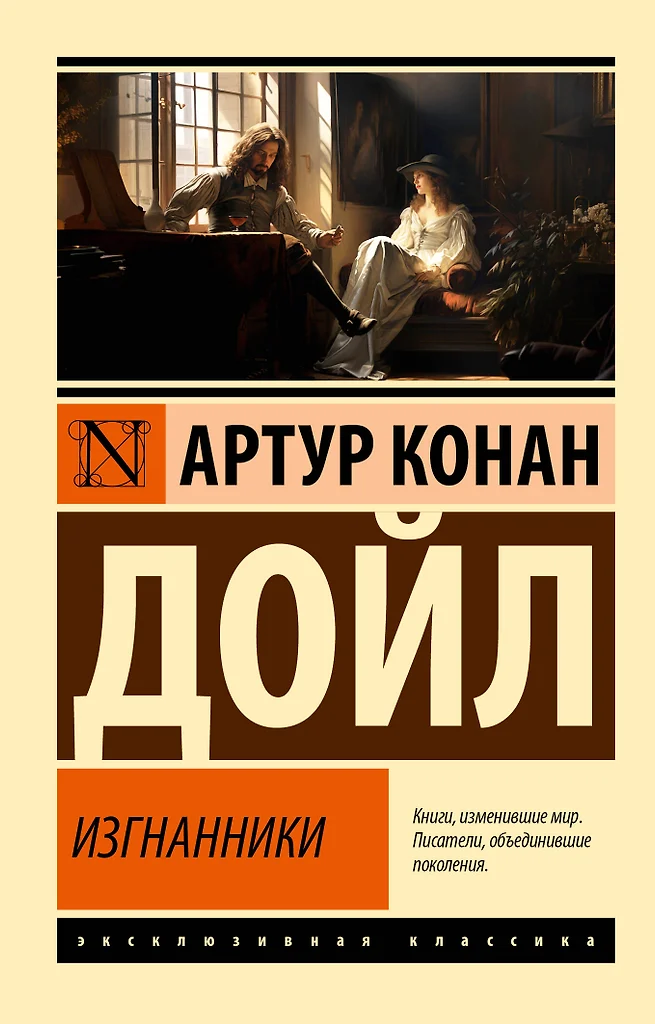 N
АРТУР КОНАН
ДОЙЛ
ИЗГНАННИКИ
Книги, изменившие мир.
Писатели, объединившие
поколения.
эксклюзивная классика